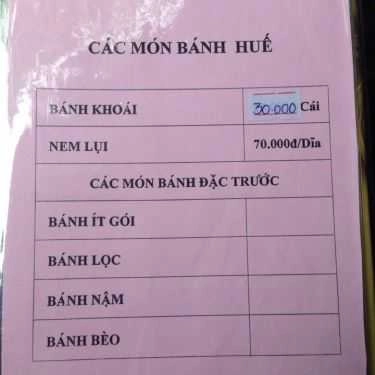 CÁC MÓN BÁNH HUẾ
BÁNH KHOÁI 30.000 Cái
NEM LỤI 70.000đ/Dĩa
CÁC MÓN BÁNH ĐẶC TRƯỚC
BÁNH ÍT GÓI
BÁNH LỌC
BÁNH NẬM
BÁNH BÈO